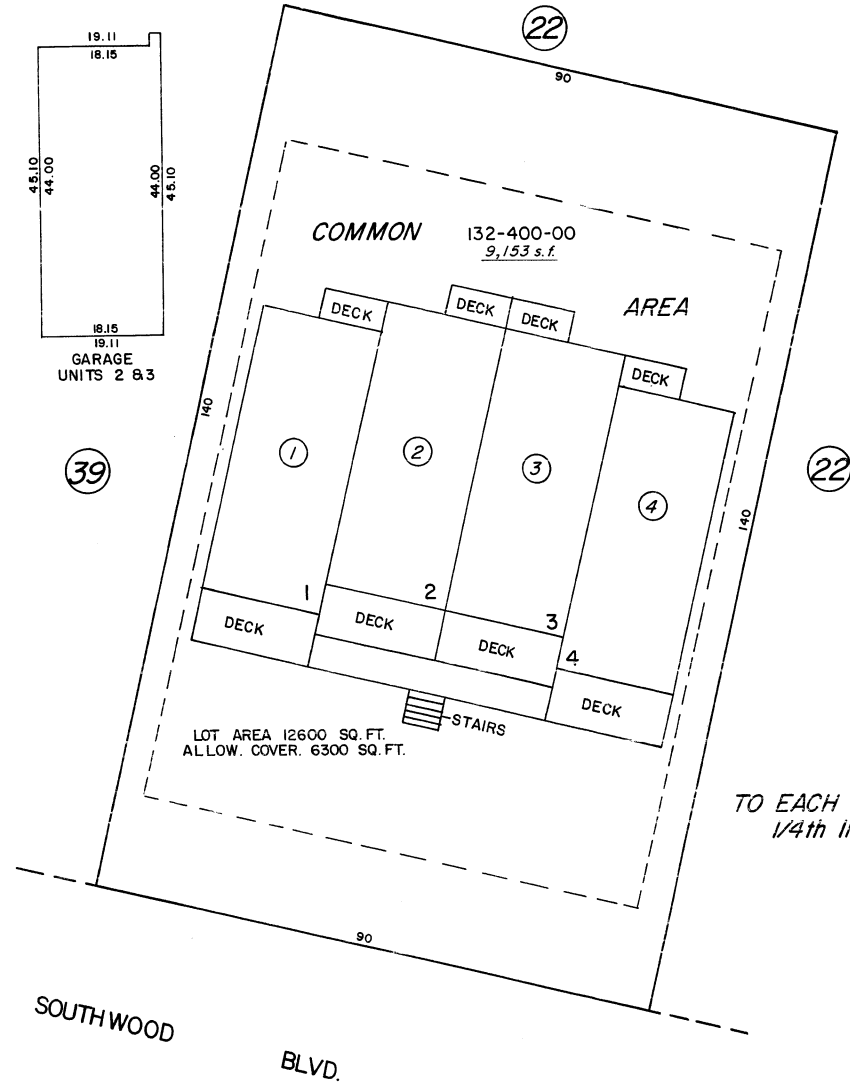 22
19.11
18.15
90
45.10
44.00
44.00
45.10
COMMON
132-400-00
9,153 s.f.
AREA
DECK
DECK
DECK
18.15
19.11
GARAGE
UNITS 2 & 3
DECK
140
39
1
2
3
4
22
140
1
2
3
4
DECK
DECK
DECK
DECK
STAIRS
LOT AREA 12600 SQ. FT.
ALLOW. COVER. 6300 SQ. FT.
TO EACH
1/4th
90
SOUTHWOOD
BLVD.